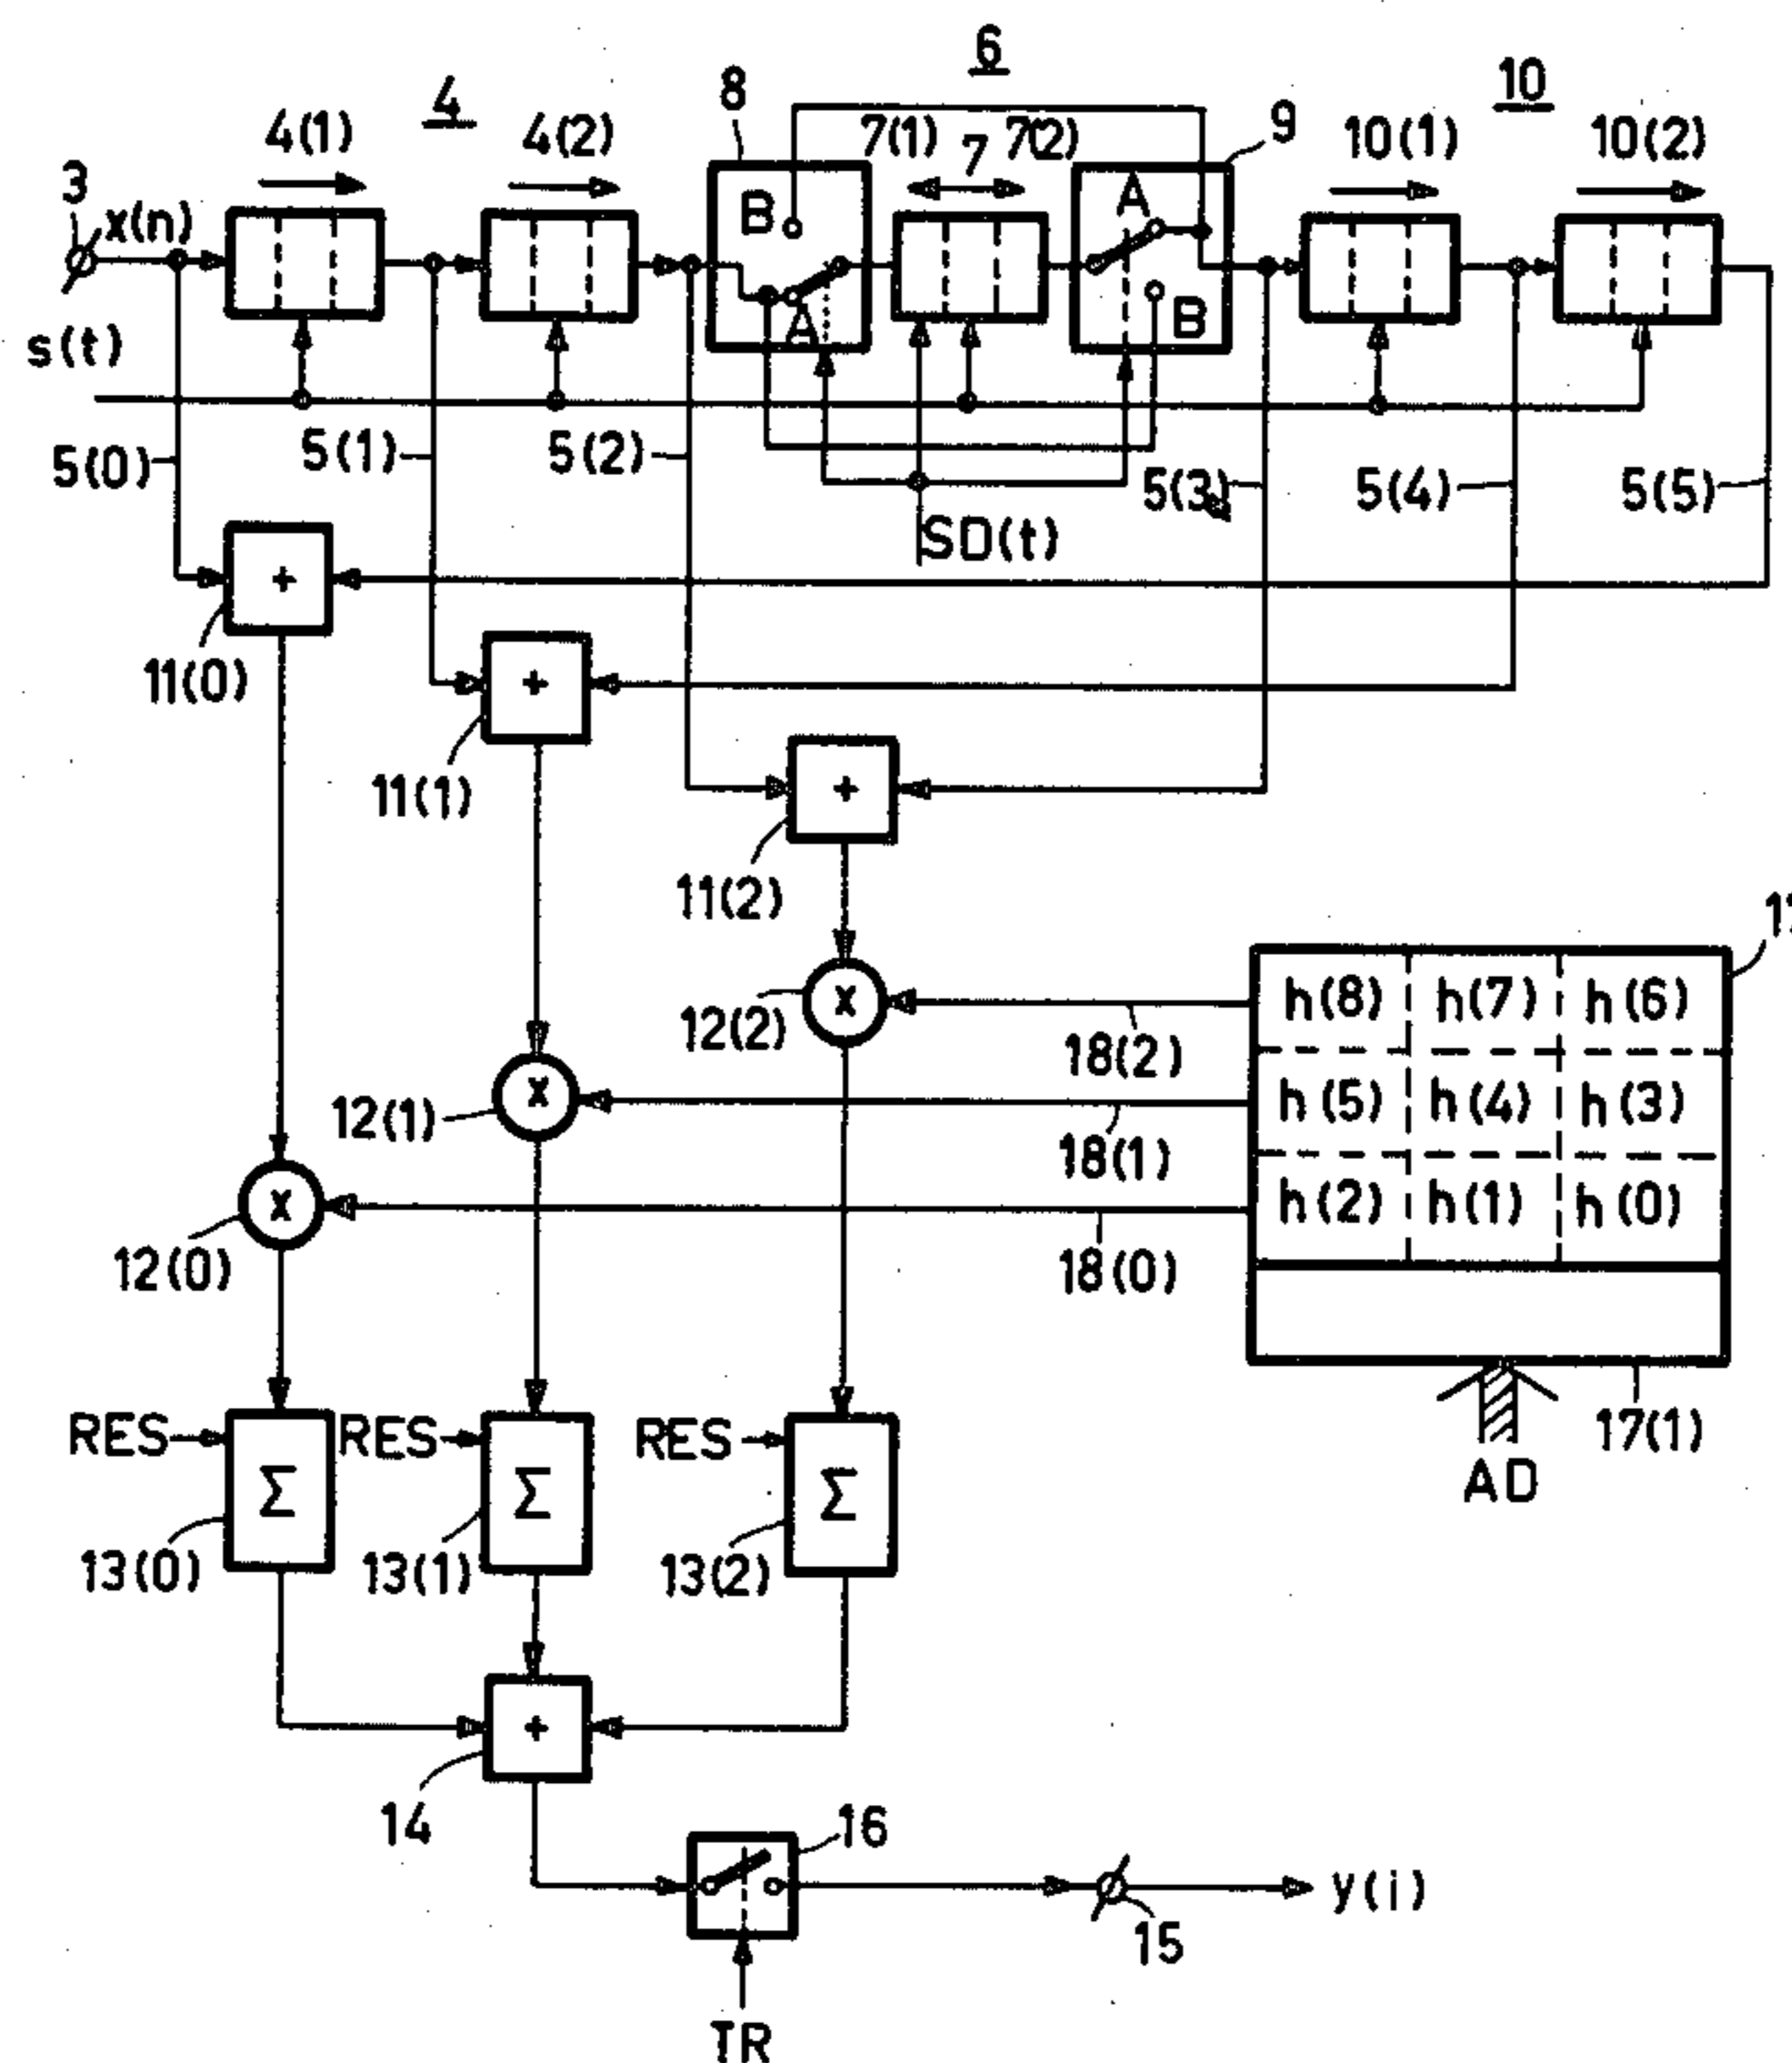 6
4
8
10
9
4(1)
4(2)
7(1)
7
7(2)
10(1)
10(2)
3
x(n)
B
A
A
B
s(t)
5(0)
5(1)
5(2)
5(3)
5(4)
5(5)
SD(t)
+
11(0)
+
11(1)
+
11(2)
h(8) h(7) h(6)
x
12(2)
18(2)
x
12(1)
h(5) h(4) h(3)
18(1)
x
12(0)
h(2) h(1) h(0)
18(0)
RES
RES
RES
Σ
Σ
Σ
17(1)
AD
13(0)
13(1)
13(2)
+
14
16
y(i)
15
TR